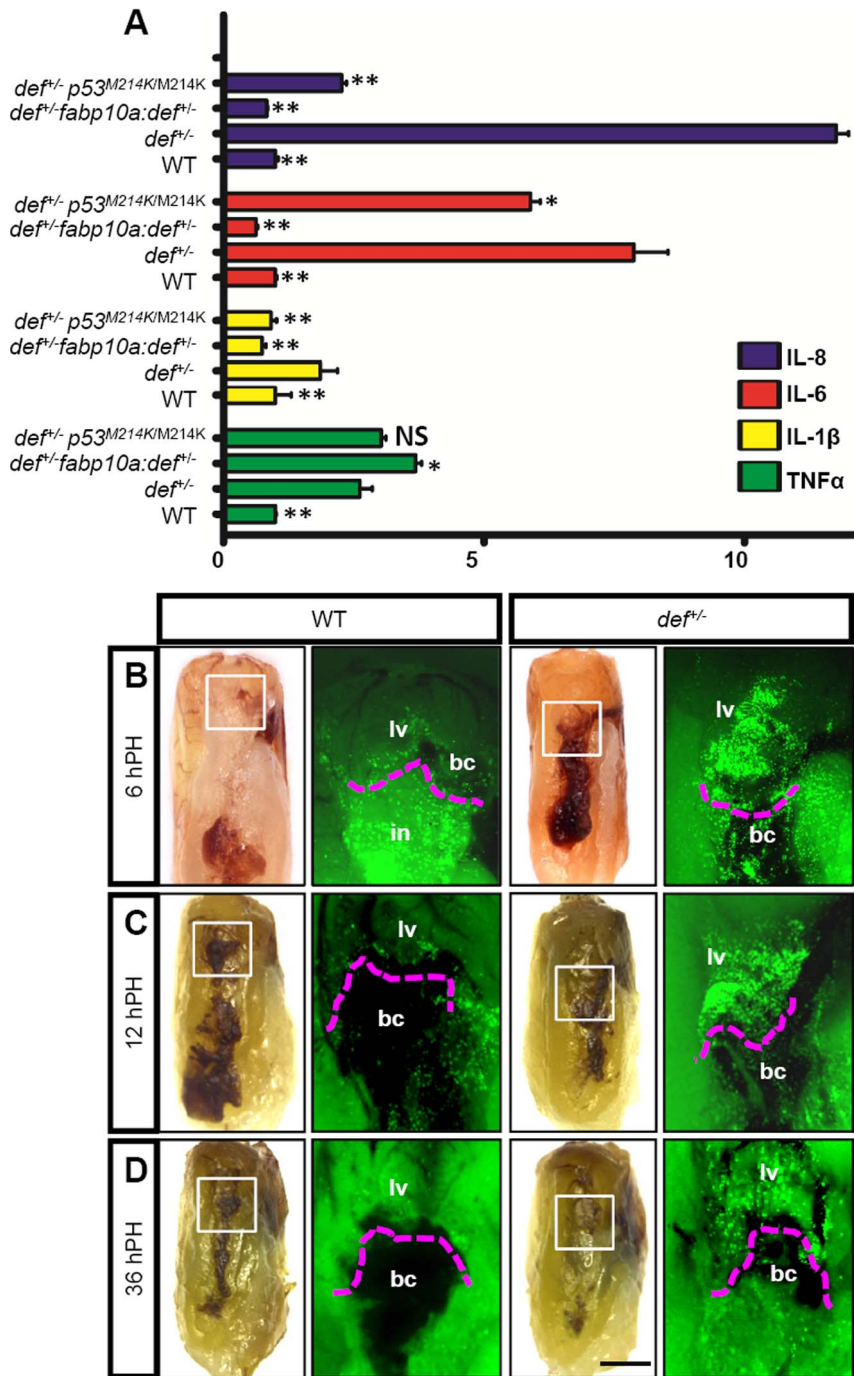 A
def+/- p53M214K/M214K **
def+/-fabp10a:def+/- **
def+/-
WT **
def+/- p53M214K/M214K *
def+/-fabp10a:def+/- **
def+/-
WT **
def+/- p53M214K/M214K **
def+/-fabp10a:def+/- **
def+/-
WT **
def+/- p53M214K/M214K NS
def+/-fabp10a:def+/- *
def+/-
WT **
IL-8
IL-6
IL-1β
TNFα
0 5 10
WT def+/-
6 hPH
B
lv
bc
in
lv
bc
12 hPH
C
lv
bc
lv
bc
36 hPH
D
lv
bc
lv
bc